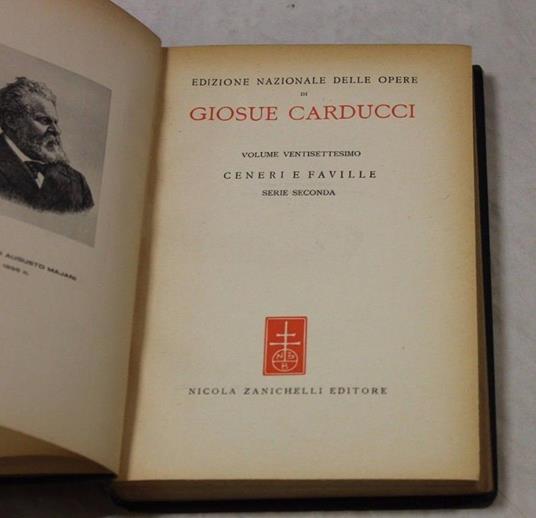 AUGUSTO MAJANI
EDIZIONE NAZIONALE DELLE OPERE
DI
GIOSUE CARDUCCI
VOLUME VENTISETTESIMO
CENERI E FAVILLE
SERIE SECONDA
NICOLA ZANICHELLI EDITORE